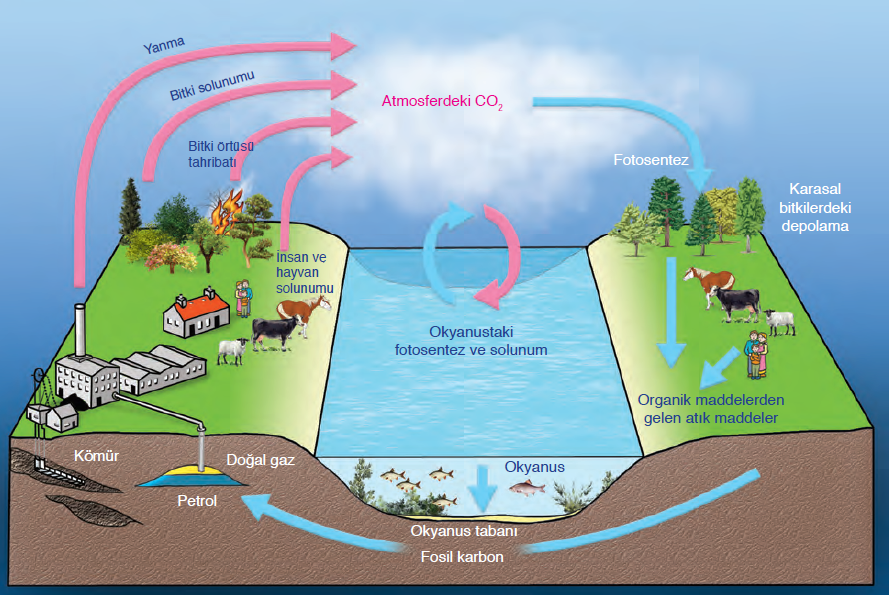 Yanma
Bitki solunumu
Bitki örtüsü
tahribatı
Atmosferdeki CO₂
Fotosentez
Karasal
bitkilerdeki
depolama
İnsan ve
hayvan
solunumu
Okyanustaki
fotosentez ve solunum
Organik maddelerden
gelen atık maddeler
Kömür
Doğal gaz
Petrol
Okyanus
Okyanus tabanı
Fosil karbon